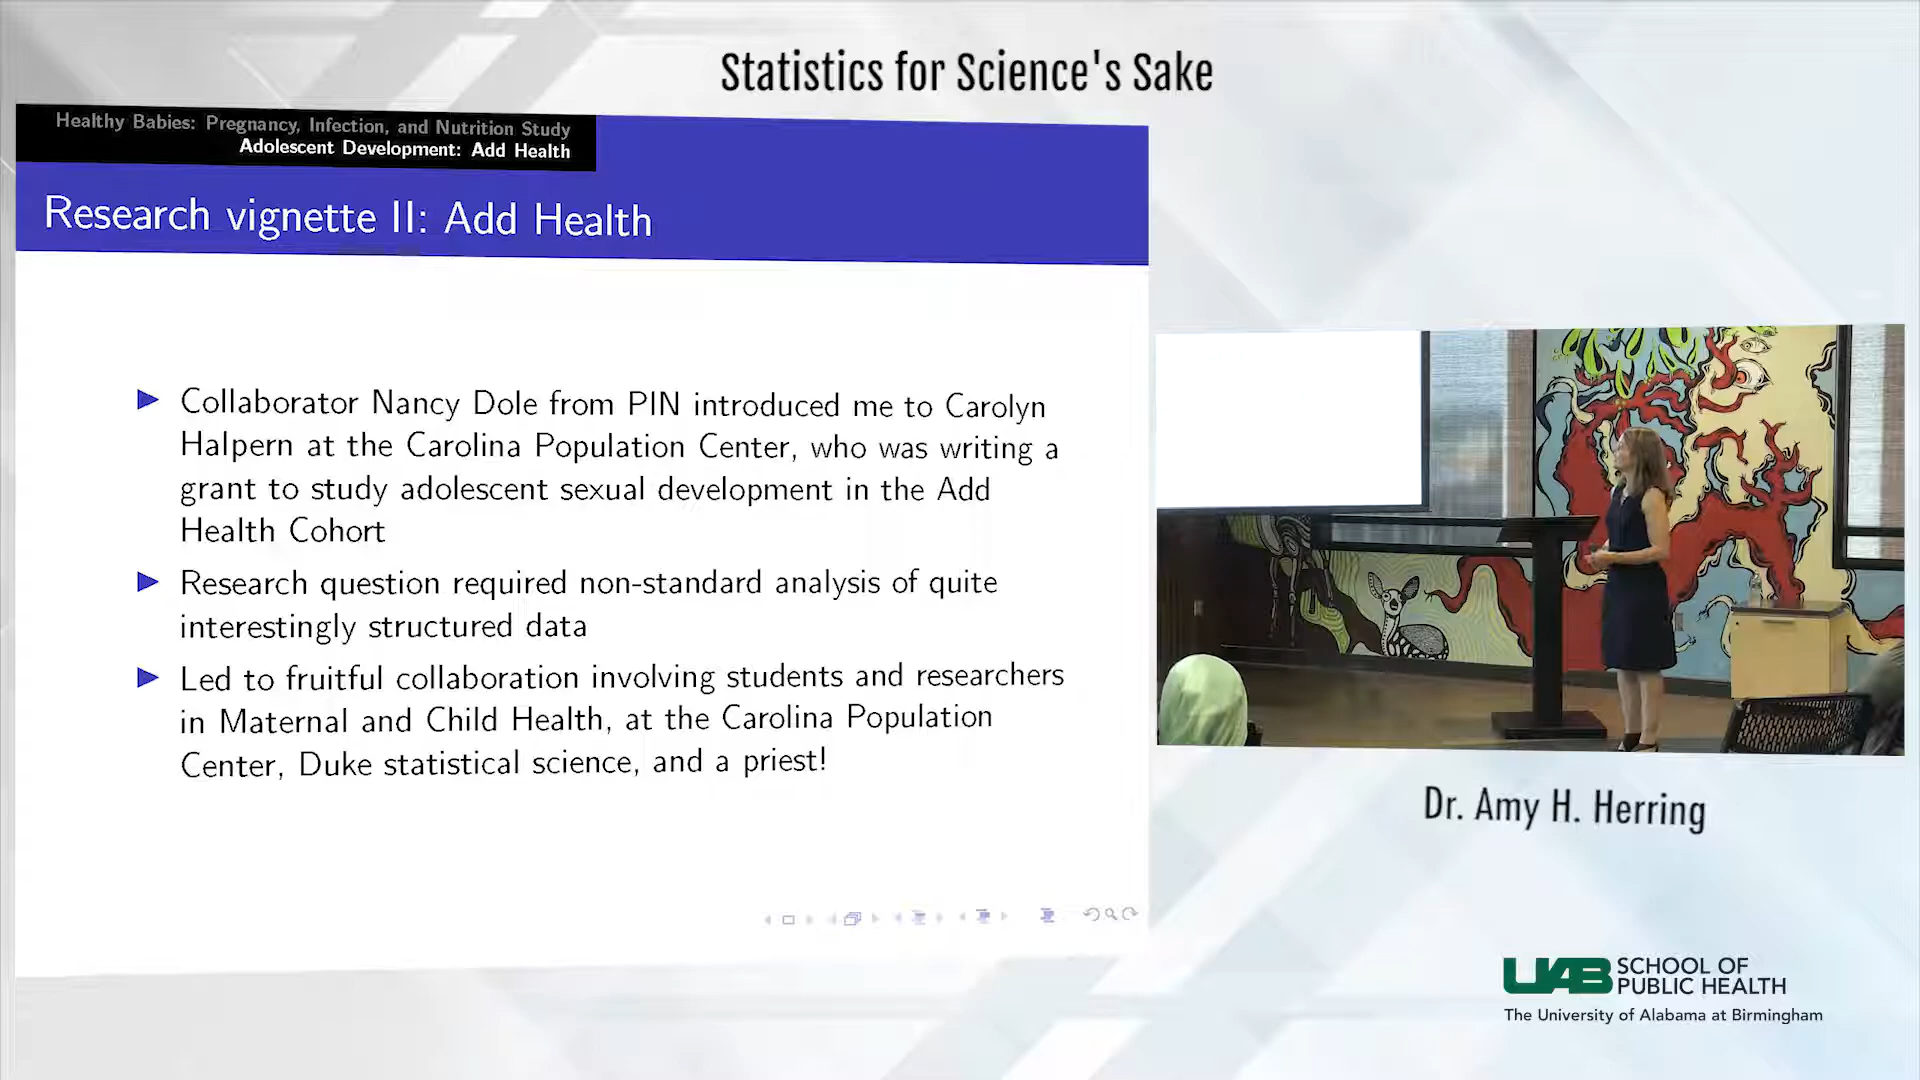 Statistics for Science's Sake
Healthy Babies: Pregnancy, Infection, and Nutrition Study
Adolescent Development: Add Health
Research vignette II: Add Health
Collaborator Nancy Dole from PIN introduced me to Carolyn
Halpern at the Carolina Population Center, who was writing a
grant to study adolescent sexual development in the Add
Health Cohort
Research question required non-standard analysis of quite
interestingly structured data
Led to fruitful collaboration involving students and researchers
in Maternal and Child Health, at the Carolina Population
Center, Duke statistical science, and a priest!
Dr. Amy H. Herring
UAB SCHOOL OF
PUBLIC HEALTH
The University of Alabama at Birmingham